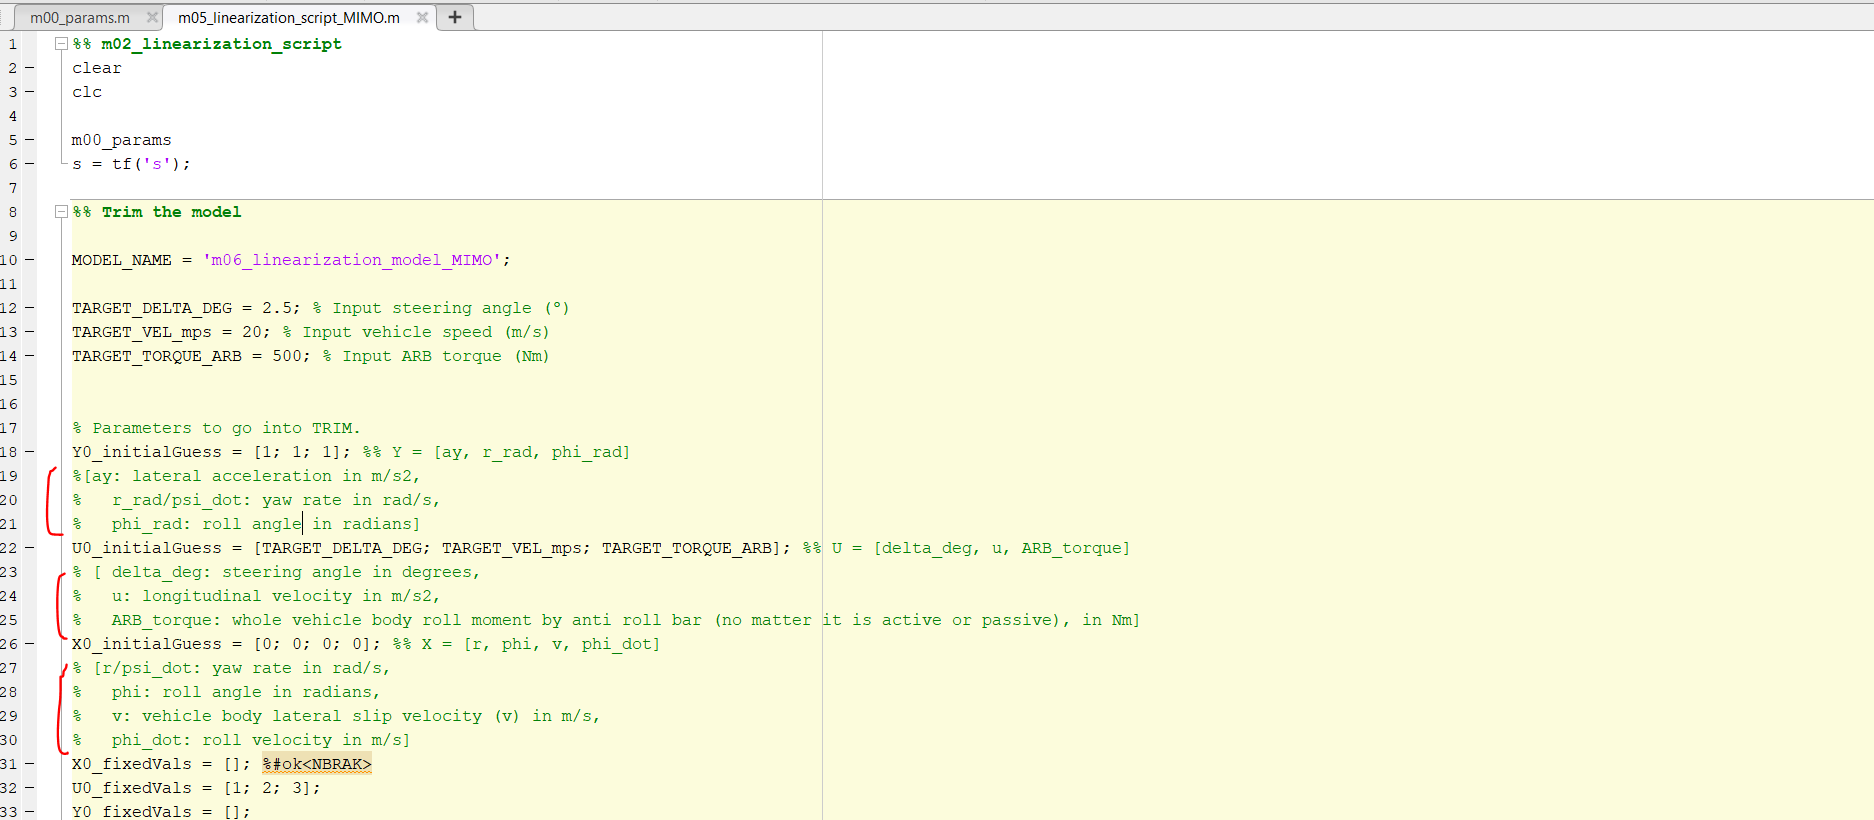 m00_params.m
m05_linearization_script_MIMO.m
1 %% m02_linearization_script
2 clear
3 clc
4
5 m00_params
6 s = tf('s');
7
8 %% Trim the model
9
10 MODEL_NAME = 'm06_linearization_model_MIMO';
11
12 TARGET_DELTA_DEG = 2.5; % Input steering angle (º)
13 TARGET_VEL_mps = 20; % Input vehicle speed (m/s)
14 TARGET_TORQUE_ARB = 500; % Input ARB torque (Nm)
15
16
17 % Parameters to go into TRIM.
18 Y0_initialGuess = [1; 1; 1]; %% Y = [ay, r_rad, phi_rad]
19 %[ay: lateral acceleration in m/s2,
20 %   r_rad/psi_dot: yaw rate in rad/s,
21 %   phi_rad: roll angle in radians]
22 U0_initialGuess = [TARGET_DELTA_DEG; TARGET_VEL_mps; TARGET_TORQUE_ARB]; %% U = [delta_deg, u, ARB_torque]
23 % [ delta_deg: steering angle in degrees,
24 %   u: longitudinal velocity in m/s2,
25 %   ARB_torque: whole vehicle body roll moment by anti roll bar (no matter it is active or passive), in Nm]
26 X0_initialGuess = [0; 0; 0; 0]; %% X = [r, phi, v, phi_dot]
27 % [r/psi_dot: yaw rate in rad/s,
28 %   phi: roll angle in radians,
29 %   v: vehicle body lateral slip velocity (v) in m/s,
30 %   phi_dot: roll velocity in m/s]
31 X0_fixedVals = []; %#ok<NBRAK>
32 U0_fixedVals = [1; 2; 3];
33 Y0_fixedVals = [];